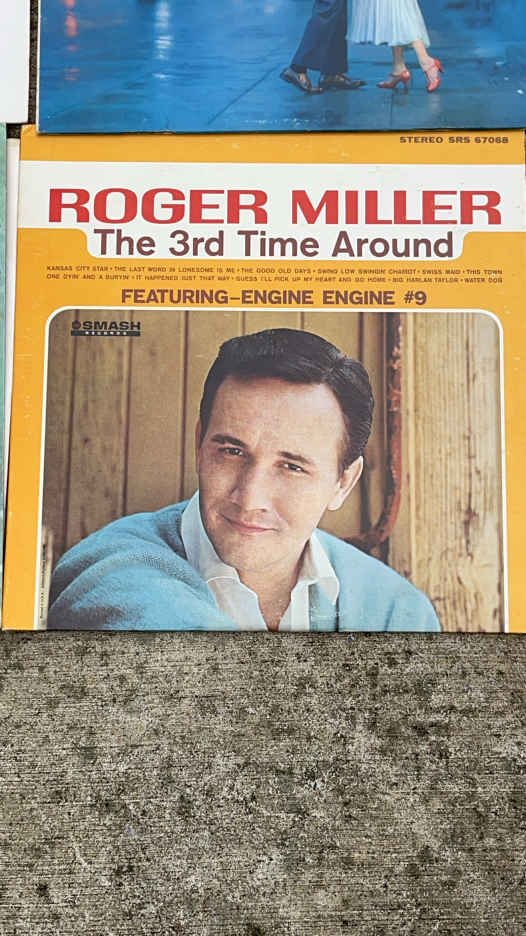 STEREO SRS 67068
ROGER MILLER
The 3rd Time Around
KANSAS CITY STAR • THE LAST WORD IN LONESOME IS ME • THE GOOD OLD DAYS • SWING LOW SWINGIN' CHARIOT • SWISS MAID • THIS TOWN
ONE DYIN' AND A BURYIN' • IT HAPPENED JUST THAT WAY • GUESS I'LL PICK UP MY HEART AND GO HOME • BIG HARLAN TAYLOR • WATER DOG
FEATURING–ENGINE ENGINE #9
SMASH
RECORDS